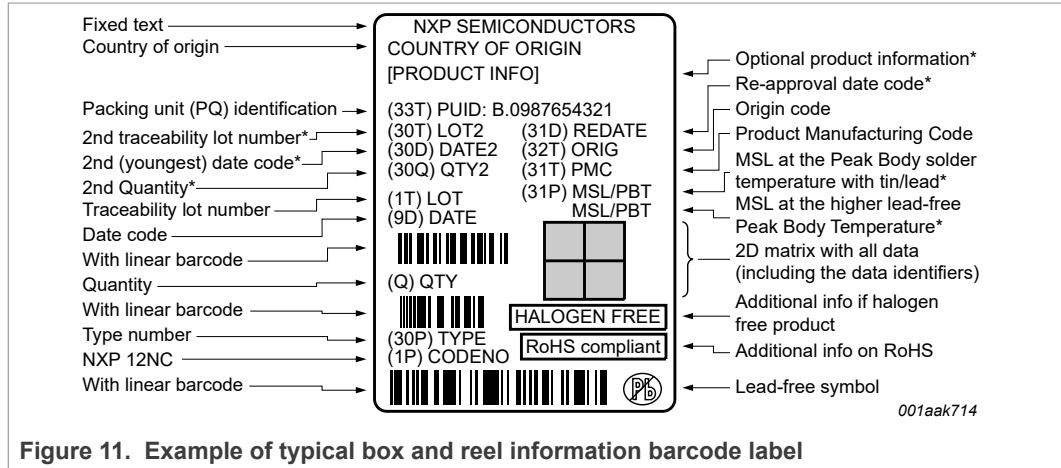 Fixed text
Country of origin
Packing unit (PQ) identification
2nd traceability lot number*
2nd (youngest) date code*
2nd Quantity*
Traceability lot number
Date code
With linear barcode
Quantity
With linear barcode
Type number
NXP 12NC
With linear barcode
NXP SEMICONDUCTORS
COUNTRY OF ORIGIN
[PRODUCT INFO]
(33T) PUID: B.0987654321
(30T) LOT2 (31D) REDATE
(30D) DATE2 (32T) ORIG
(30Q) QTY2 (31T) PMC
(31P) MSL/PBT
(1T) LOT
MSL/PBT
(9D) DATE
(Q) QTY
HALOGEN FREE
(30P) TYPE
RoHS compliant
(1P) CODENO
Pb
Optional product information*
Re-approval date code*
Origin code
Product Manufacturing Code
MSL at the Peak Body solder
temperature with tin/lead*
MSL at the higher lead-free
Peak Body Temperature*
2D matrix with all data
(including the data identifiers)
Additional info if halogen
free product
Additional info on RoHS
Lead-free symbol
001aak714
Figure 11. Example of typical box and reel information barcode label